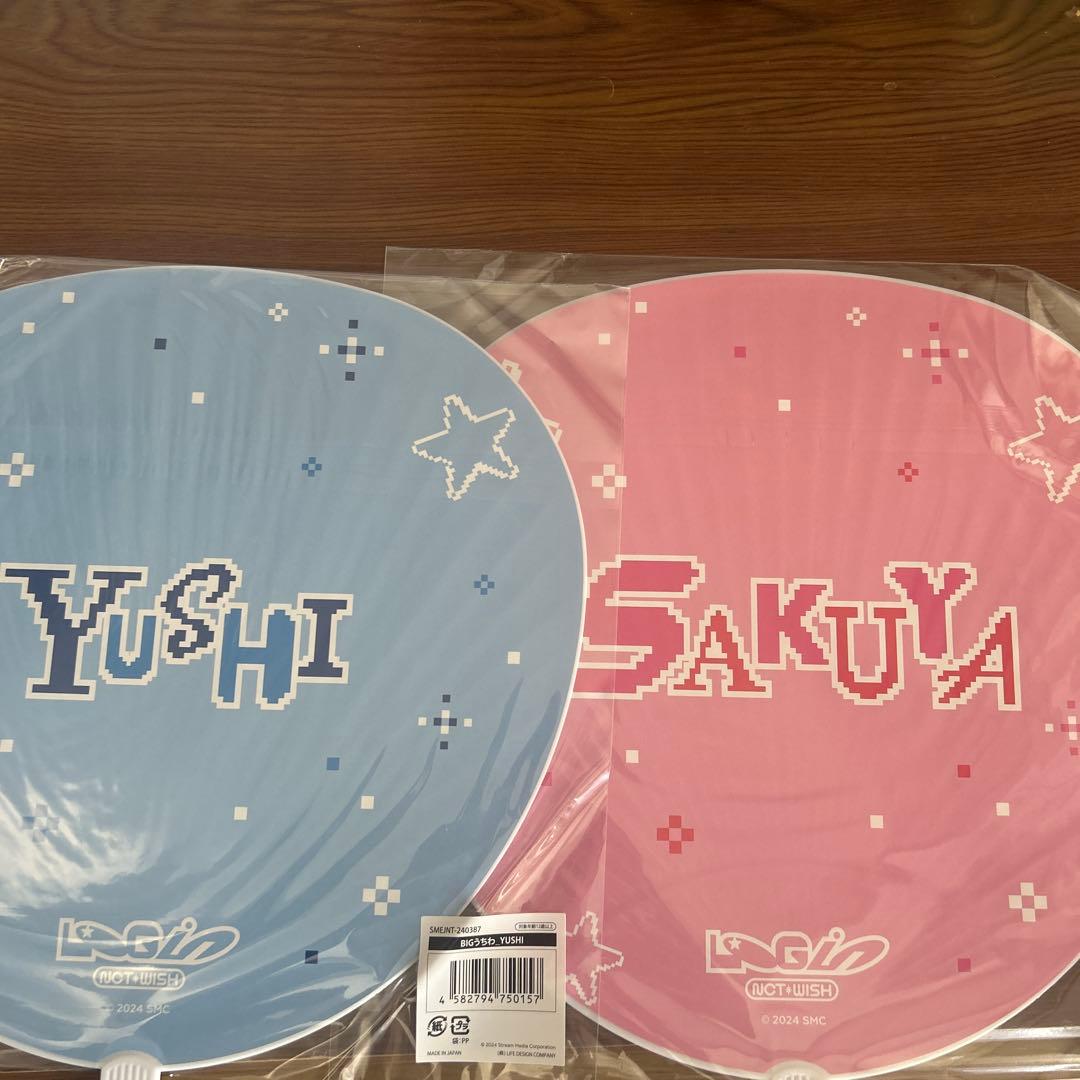 YUSHI
LOGin
NCT WISH
© 2024 SMC
SAKUYA
LOGin
NCT WISH
© 2024 SMC
SMEJNT-240387
対象年齢12歳以上
BIGうちわ_YUSHI
4 582794 750157
紙
プラ
袋:PP
© 2024 Stream Media Corporation
MADE IN JAPAN
(株) LIFE DESIGN COMPANY